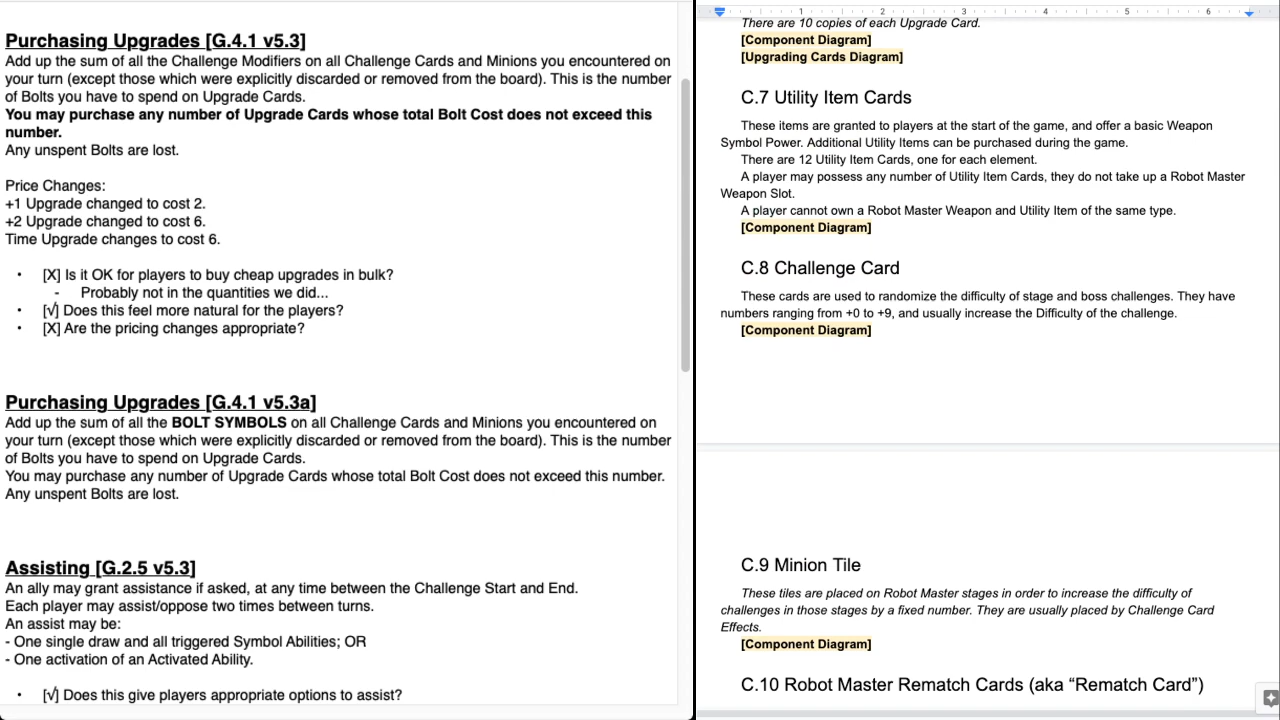 Purchasing Upgrades [G.4.1 v5.3]
Add up the sum of all the Challenge Modifiers on all Challenge Cards and Minions you encountered on
your turn (except those which were explicitly discarded or removed from the board). This is the number
of Bolts you have to spend on Upgrade Cards.
You may purchase any number of Upgrade Cards whose total Bolt Cost does not exceed this
number.
Any unspent Bolts are lost.
Price Changes:
+1 Upgrade changed to cost 2.
+2 Upgrade changed to cost 6.
Time Upgrade changes to cost 6.
• [X] Is it OK for players to buy cheap upgrades in bulk?
- Probably not in the quantities we did...
• [√] Does this feel more natural for the players?
• [X] Are the pricing changes appropriate?
Purchasing Upgrades [G.4.1 v5.3a]
Add up the sum of all the BOLT SYMBOLS on all Challenge Cards and Minions you encountered on
your turn (except those which were explicitly discarded or removed from the board). This is the number
of Bolts you have to spend on Upgrade Cards.
You may purchase any number of Upgrade Cards whose total Bolt Cost does not exceed this number.
Any unspent Bolts are lost.
Assisting [G.2.5 v5.3]
An ally may grant assistance if asked, at any time between the Challenge Start and End.
Each player may assist/oppose two times between turns.
An assist may be:
- One single draw and all triggered Symbol Abilities; OR
- One activation of an Activated Ability.
• [√] Does this give players appropriate options to assist?
1 2 3 4 5 6
There are 10 copies of each Upgrade Card.
[Component Diagram]
[Upgrading Cards Diagram]
C.7 Utility Item Cards
These items are granted to players at the start of the game, and offer a basic Weapon
Symbol Power. Additional Utility Items can be purchased during the game.
There are 12 Utility Item Cards, one for each element.
A player may possess any number of Utility Item Cards, they do not take up a Robot Master
Weapon Slot.
A player cannot own a Robot Master Weapon and Utility Item of the same type.
[Component Diagram]
C.8 Challenge Card
These cards are used to randomize the difficulty of stage and boss challenges. They have
numbers ranging from +0 to +9, and usually increase the Difficulty of the challenge.
[Component Diagram]
C.9 Minion Tile
These tiles are placed on Robot Master stages in order to increase the difficulty of
challenges in those stages by a fixed number. They are usually placed by Challenge Card
Effects.
[Component Diagram]
C.10 Robot Master Rematch Cards (aka “Rematch Card”)